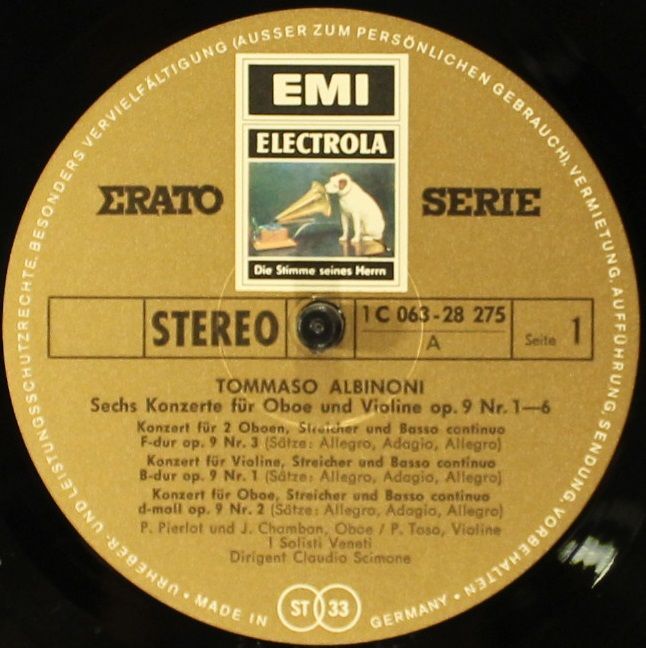 URHEBER- UND LEISTUNGSSCHUTZRECHTE, BESONDERS VERVIELFÄLTIGUNG (AUSSER ZUM PERSÖNLICHEN GEBRAUCH), VERMIETUNG, AUFFÜHRUNG, SENDUNG, VORBEHALTEN •
EMI
ELECTROLA
ERATO SERIE
Die Stimme seines Herrn
STEREO
1 C 063-28 275
A
Seite 1
TOMMASO ALBINONI
Sechs Konzerte für Oboe und Violine op. 9 Nr. 1—6
Konzert für 2 Oboen, Streicher und Basso continuo
F-dur op. 9 Nr. 3 (Sätze: Allegro, Adagio, Allegro)
Konzert für Violine, Streicher und Basso continuo
B-dur op. 9 Nr. 1 (Sätze: Allegro, Adagio, Allegro)
Konzert für Oboe, Streicher und Basso continuo
d-moll op. 9 Nr. 2 (Sätze: Allegro, Adagio, Allegro)
P. Pierlot und J. Chambon, Oboe / P. Toso, Violine
I Solisti Veneti
Dirigent Claudio Scimone
• MADE IN GERMANY •
ST 33